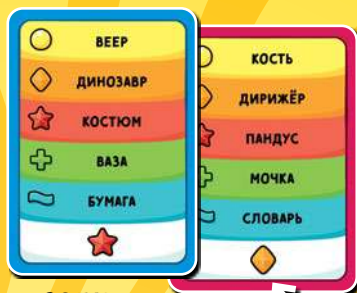 ВЕЕР
ДИНОЗАВР
КОСТЮМ
ВАЗА
БУМАГА
КОСТЬ
ДИРИЖЁР
ПАНДУС
МОЧКА
СЛОВАРЬ